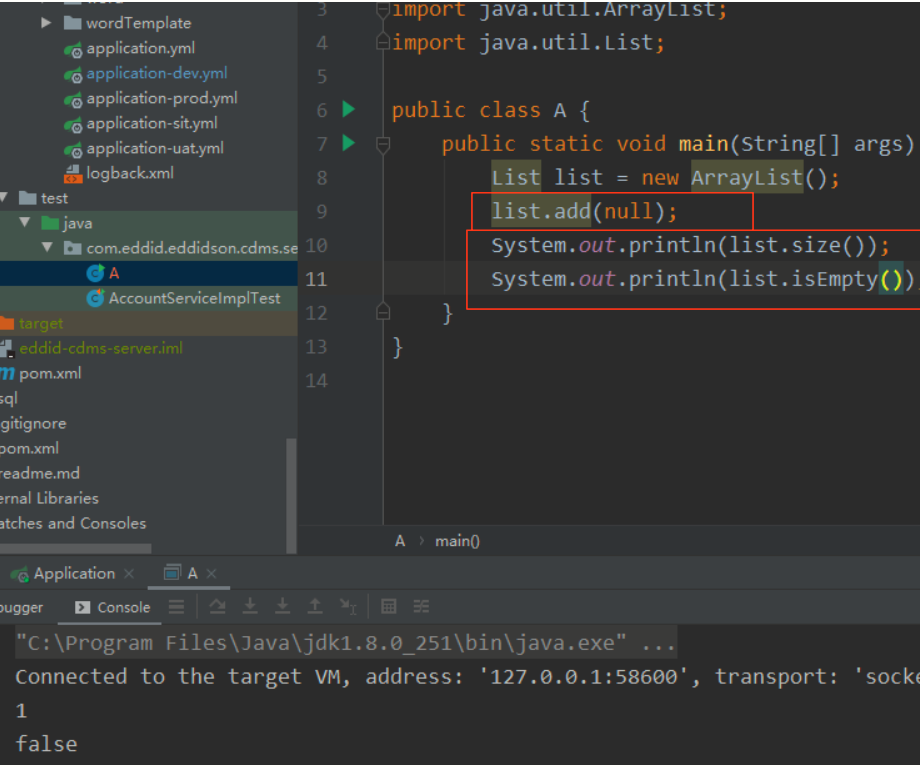 wordTemplate
application.yml
application-dev.yml
application-prod.yml
application-sit.yml
application-uat.yml
logback.xml
test
java
com.eddid.eddidson.cdms.se
A
AccountServiceImplTest
target
eddid-cdms-server.iml
pom.xml
sql
gitignore
pom.xml
readme.md
ernal Libraries
atches and Consoles
3 import java.util.ArrayList;
4 import java.util.List;
5
6 public class A {
7 public static void main(String[] args)
8 List list = new ArrayList();
9 list.add(null);
10 System.out.println(list.size());
11 System.out.println(list.isEmpty())
12 }
13 }
14
A › main()
Application × A ×
bugger Console
"C:\Program Files\Java\jdk1.8.0_251\bin\java.exe" ...
Connected to the target VM, address: '127.0.0.1:58600', transport: 'socke
1
false